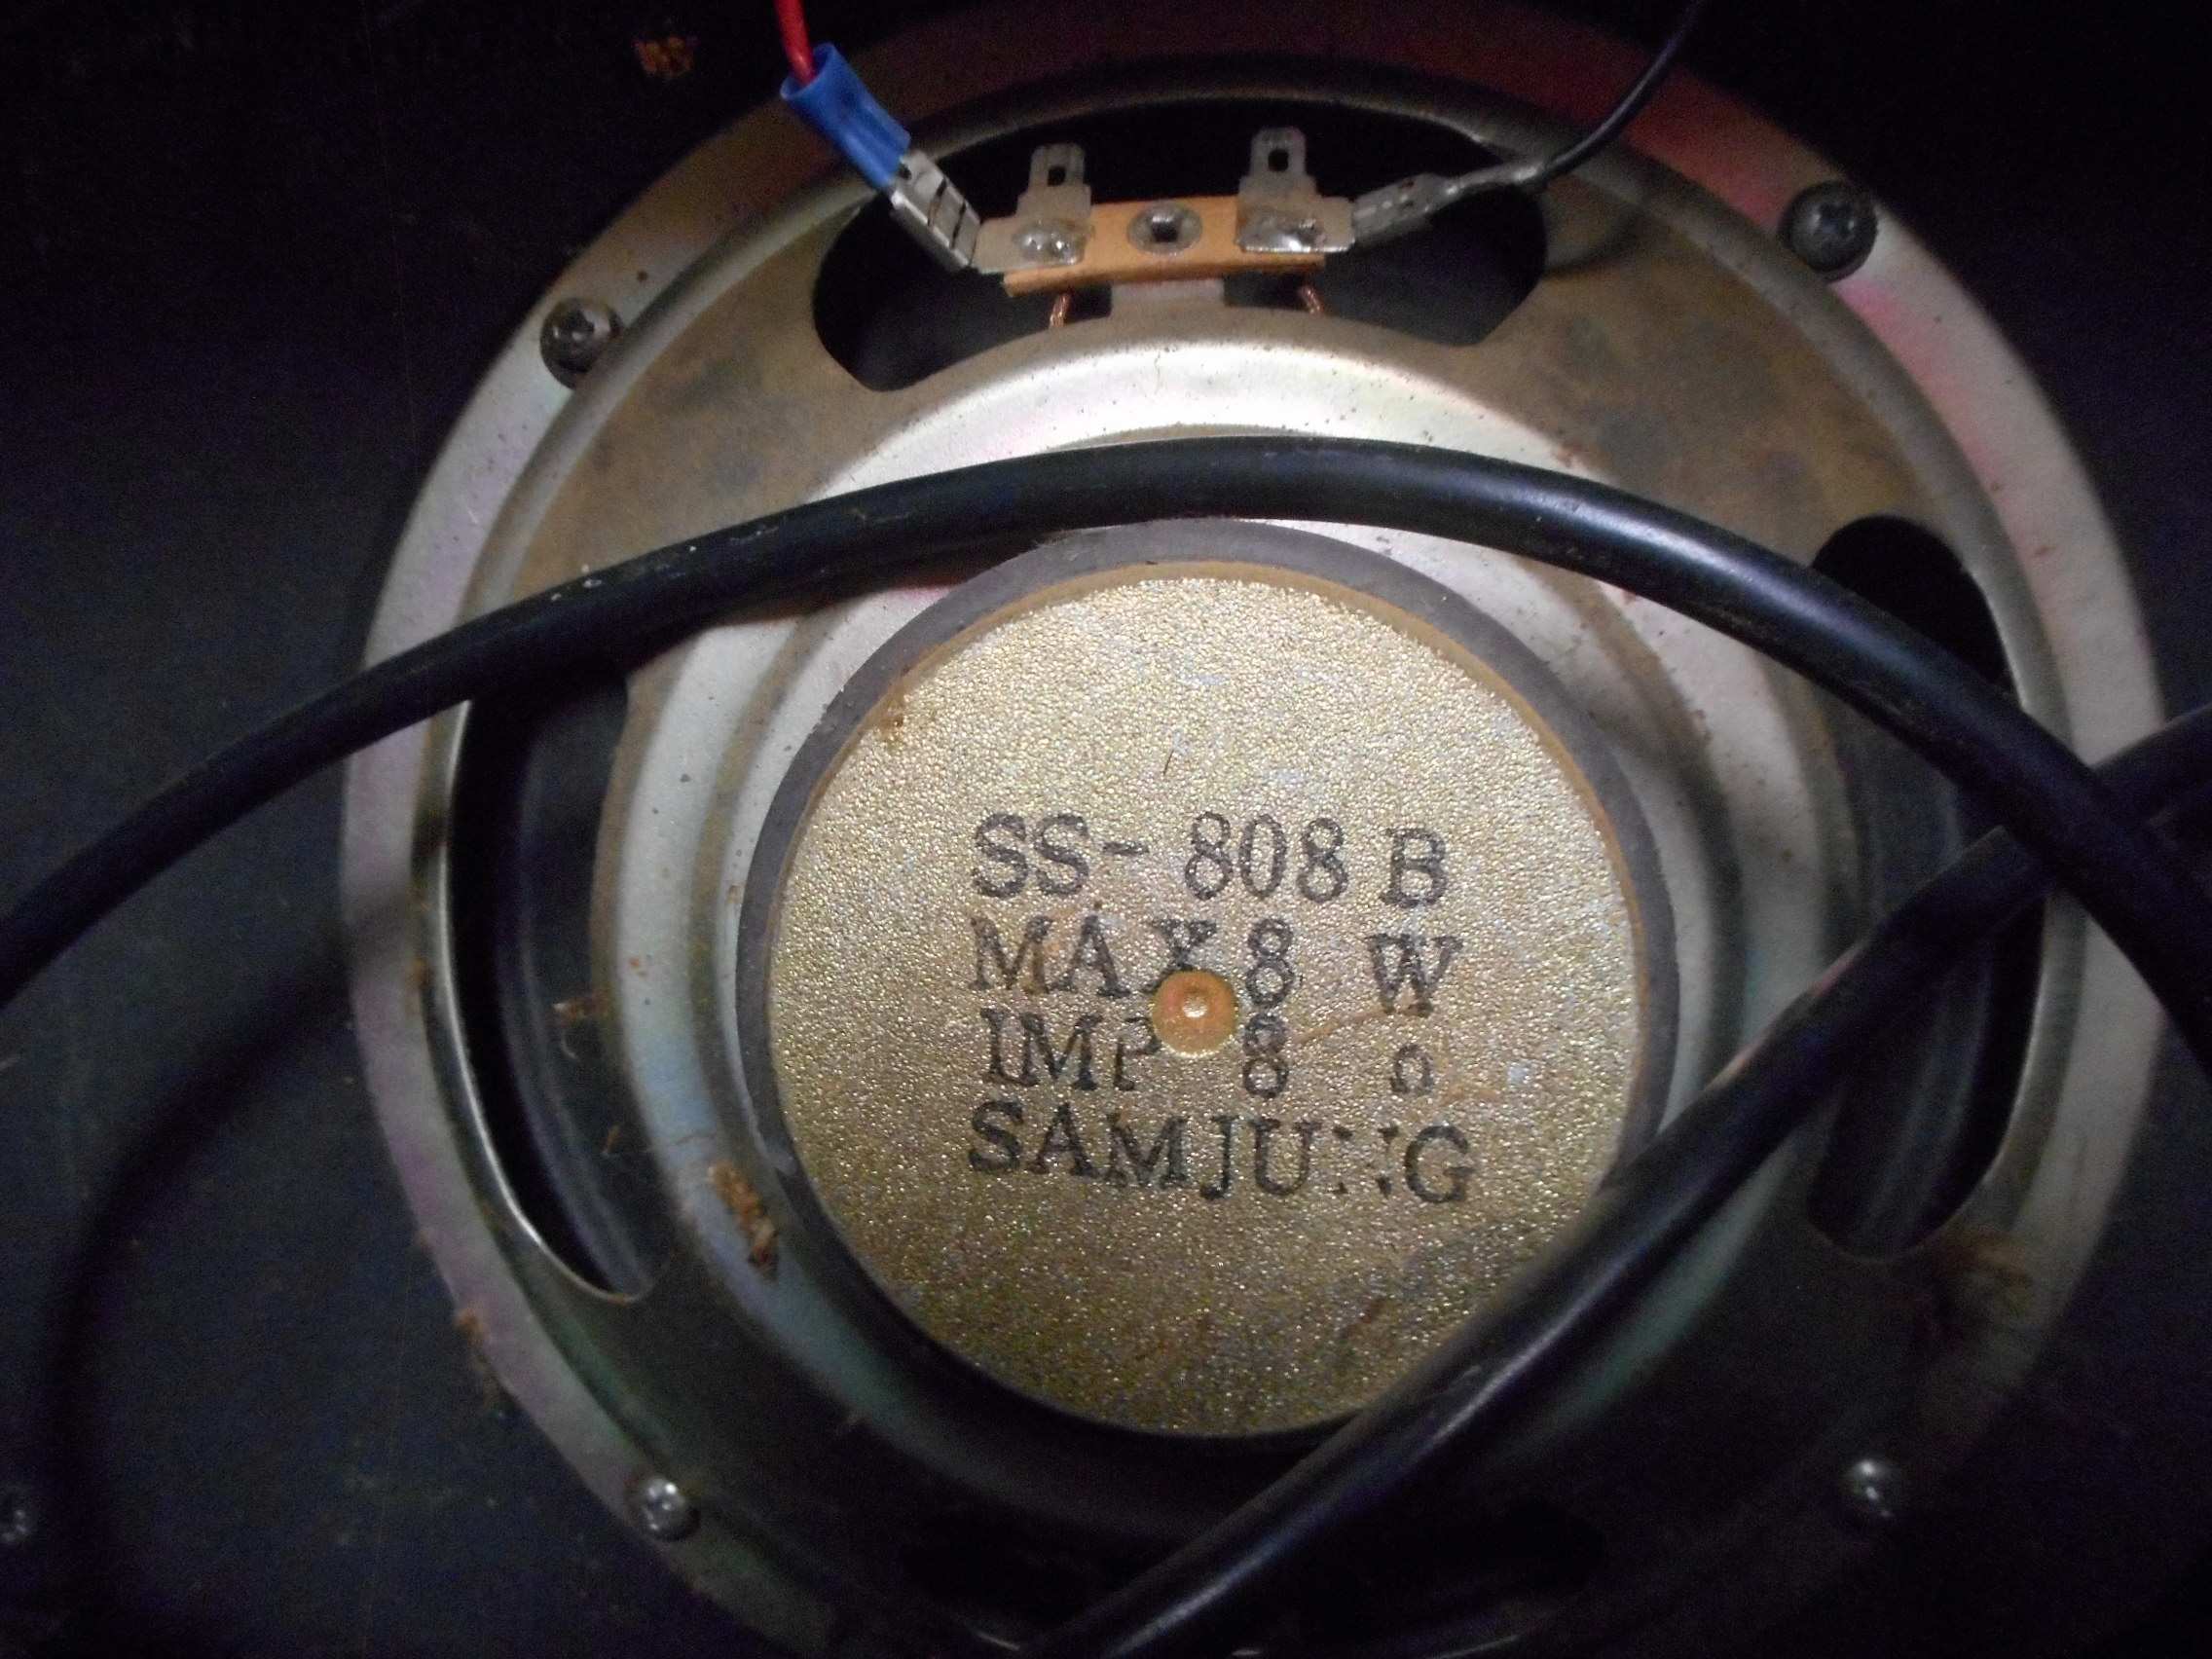 SS-808B
MAX 8 W
IMP 8 Ω
SAMJUNG